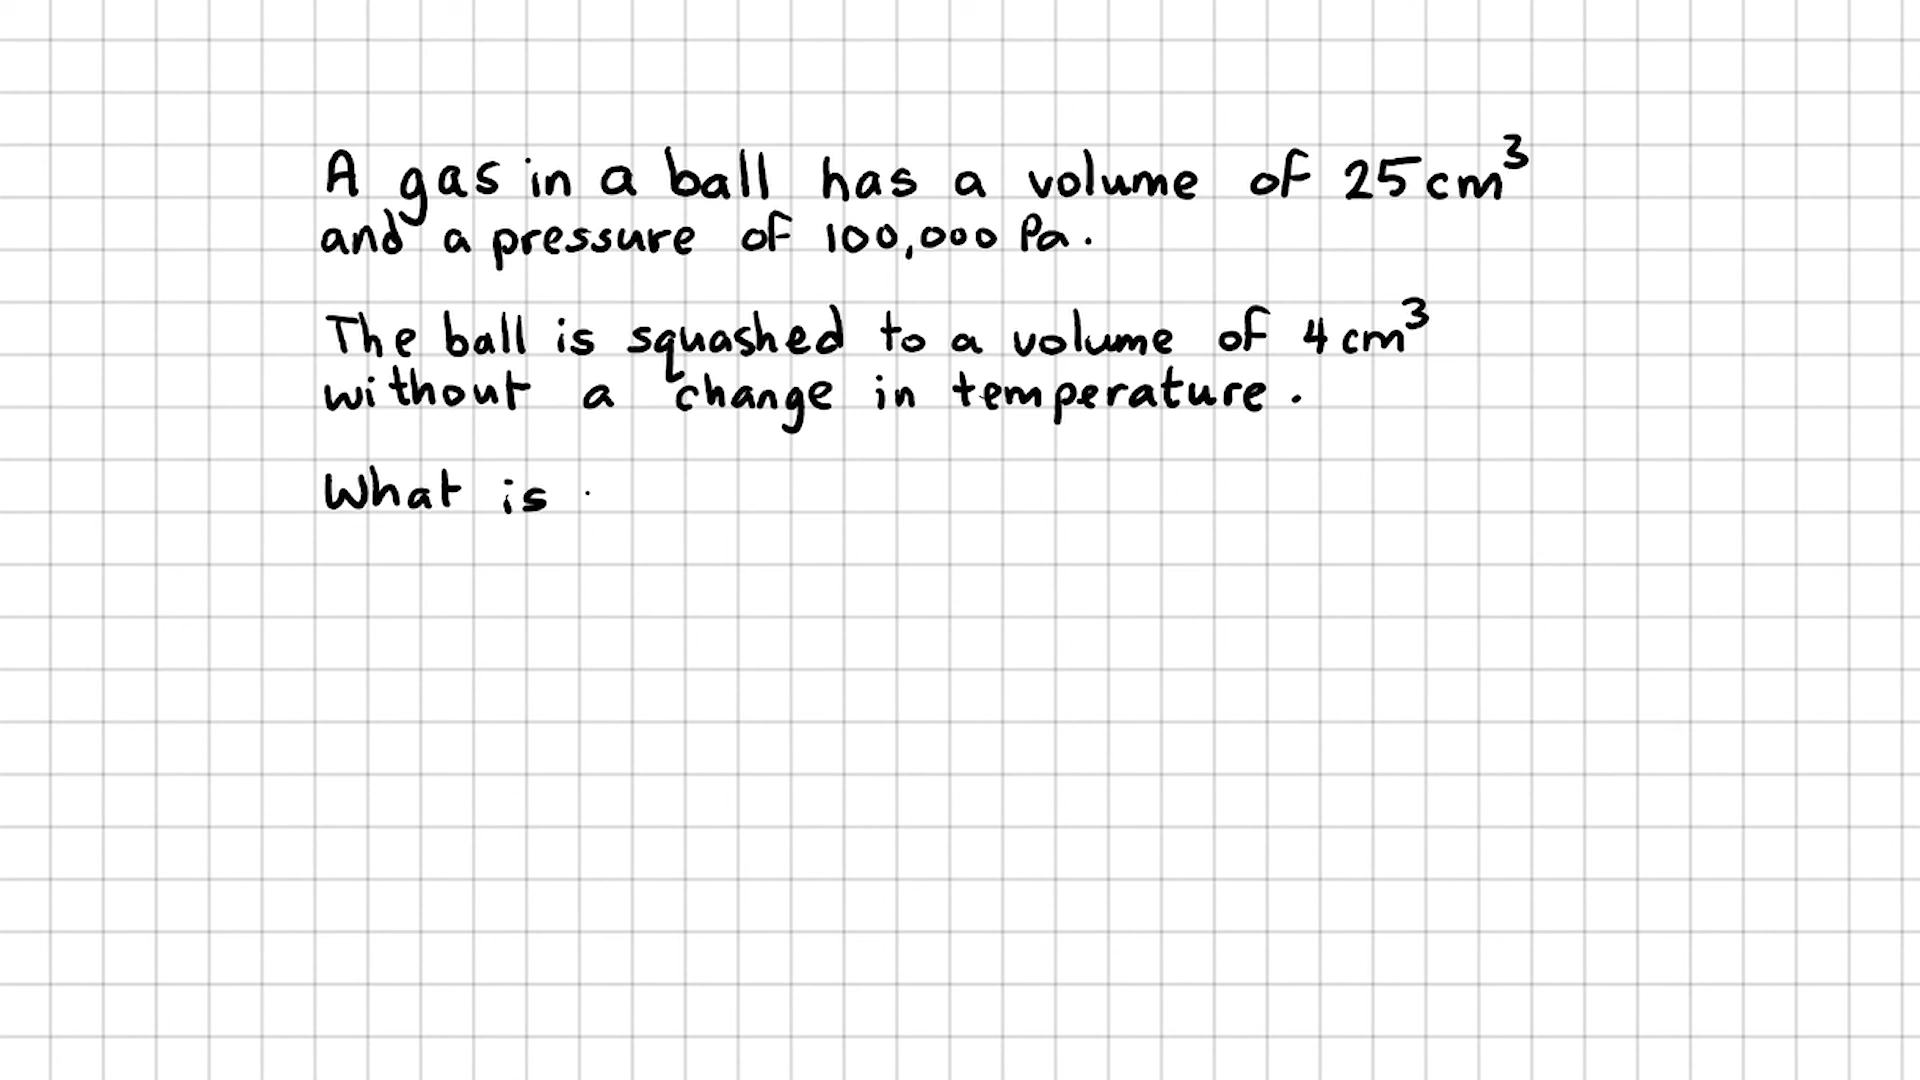 A gas in a ball has a volume of 25 cm³
and a pressure of 100,000 Pa.
The ball is squashed to a volume of 4 cm³
without a change in temperature.
What is